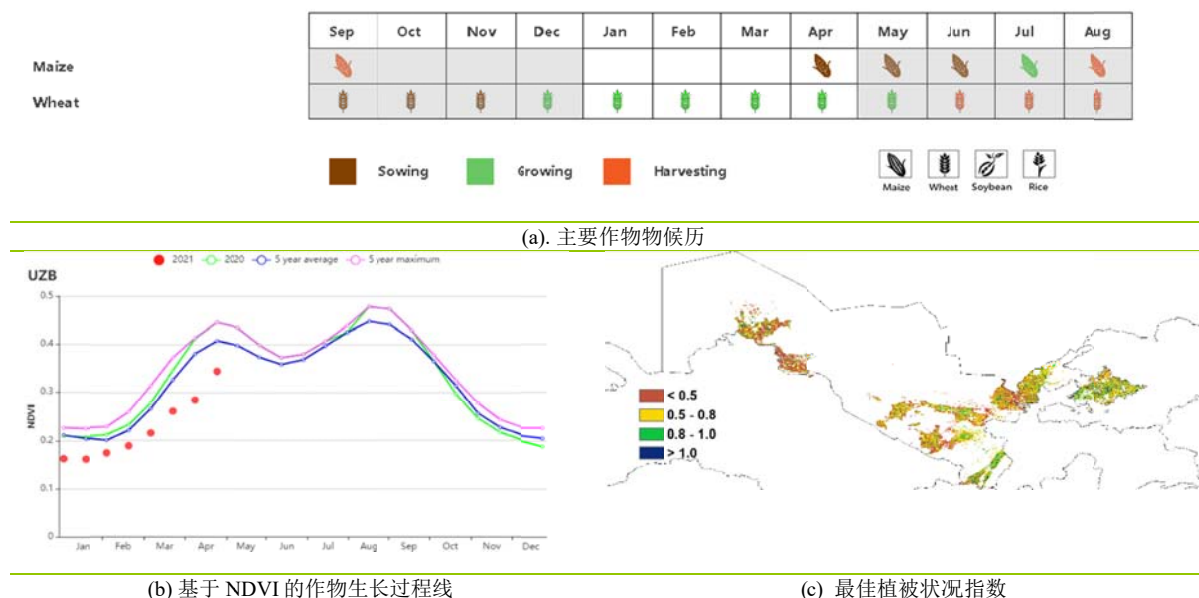 Sep Oct Nov Dec Jan Feb Mar Apr May Jun Jul Aug
Maize
Wheat
Sowing Growing Harvesting
Maize Wheat Soybean Rice
(a). 主要作物物候历
2021 2020 5 year average 5 year maximum
UZB
0.5
0.4
0.3
0.2
0.1
0
NDVI
Jan Feb Mar Apr May Jun Jul Aug Sep Oct Nov Dec
< 0.5
0.5 - 0.8
0.8 - 1.0
> 1.0
(b) 基于 NDVI 的作物生长过程线
(c) 最佳植被状况指数